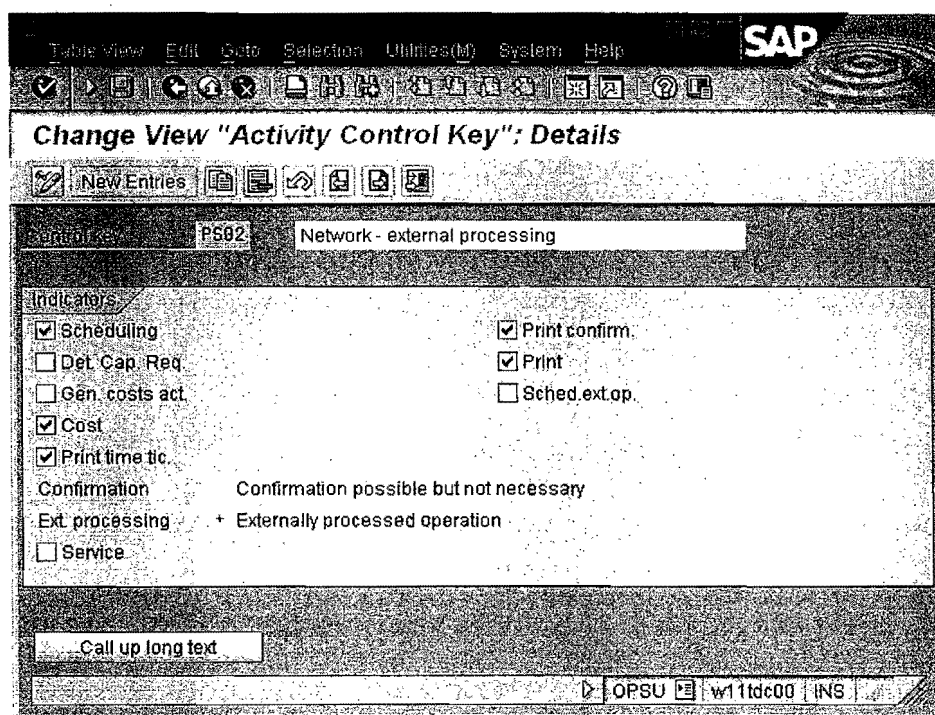 SAP
Table View Edit Goto Selection Utilities(M) System Help
Change View "Activity Control Key": Details
New Entries
Control key PS02 Network - external processing
Indicators
Scheduling Print confirm.
Det. Cap. Req. Print
Gen. costs act. Sched.ext.op.
Cost
Print time tic.
Confirmation Confirmation possible but not necessary
Ext. processing + Externally processed operation
Service
Call up long text
OPSU w11tdc00 INS